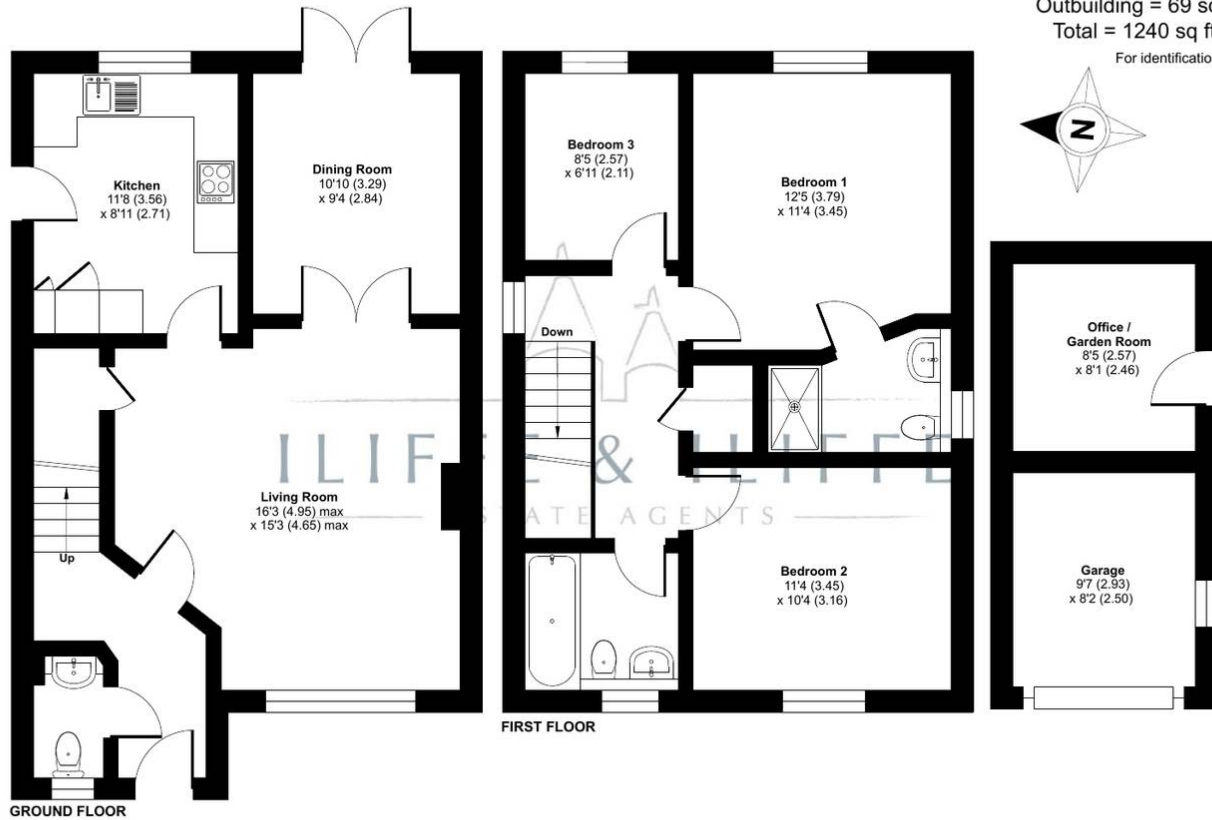 Outbuilding = 69 sq
Total = 1240 sq ft
For identification
N
Kitchen
11'8 (3.56)
x 8'11 (2.71)
Dining Room
10'10 (3.29)
x 9'4 (2.84)
Living Room
16'3 (4.95) max
x 15'3 (4.65) max
Up
GROUND FLOOR
Bedroom 3
8'5 (2.57)
x 6'11 (2.11)
Bedroom 1
12'5 (3.79)
x 11'4 (3.45)
Down
Bedroom 2
11'4 (3.45)
x 10'4 (3.16)
FIRST FLOOR
Office /
Garden Room
8'5 (2.57)
x 8'1 (2.46)
Garage
9'7 (2.93)
x 8'2 (2.50)
ILIFFE & ILIFFE
ESTATE AGENTS